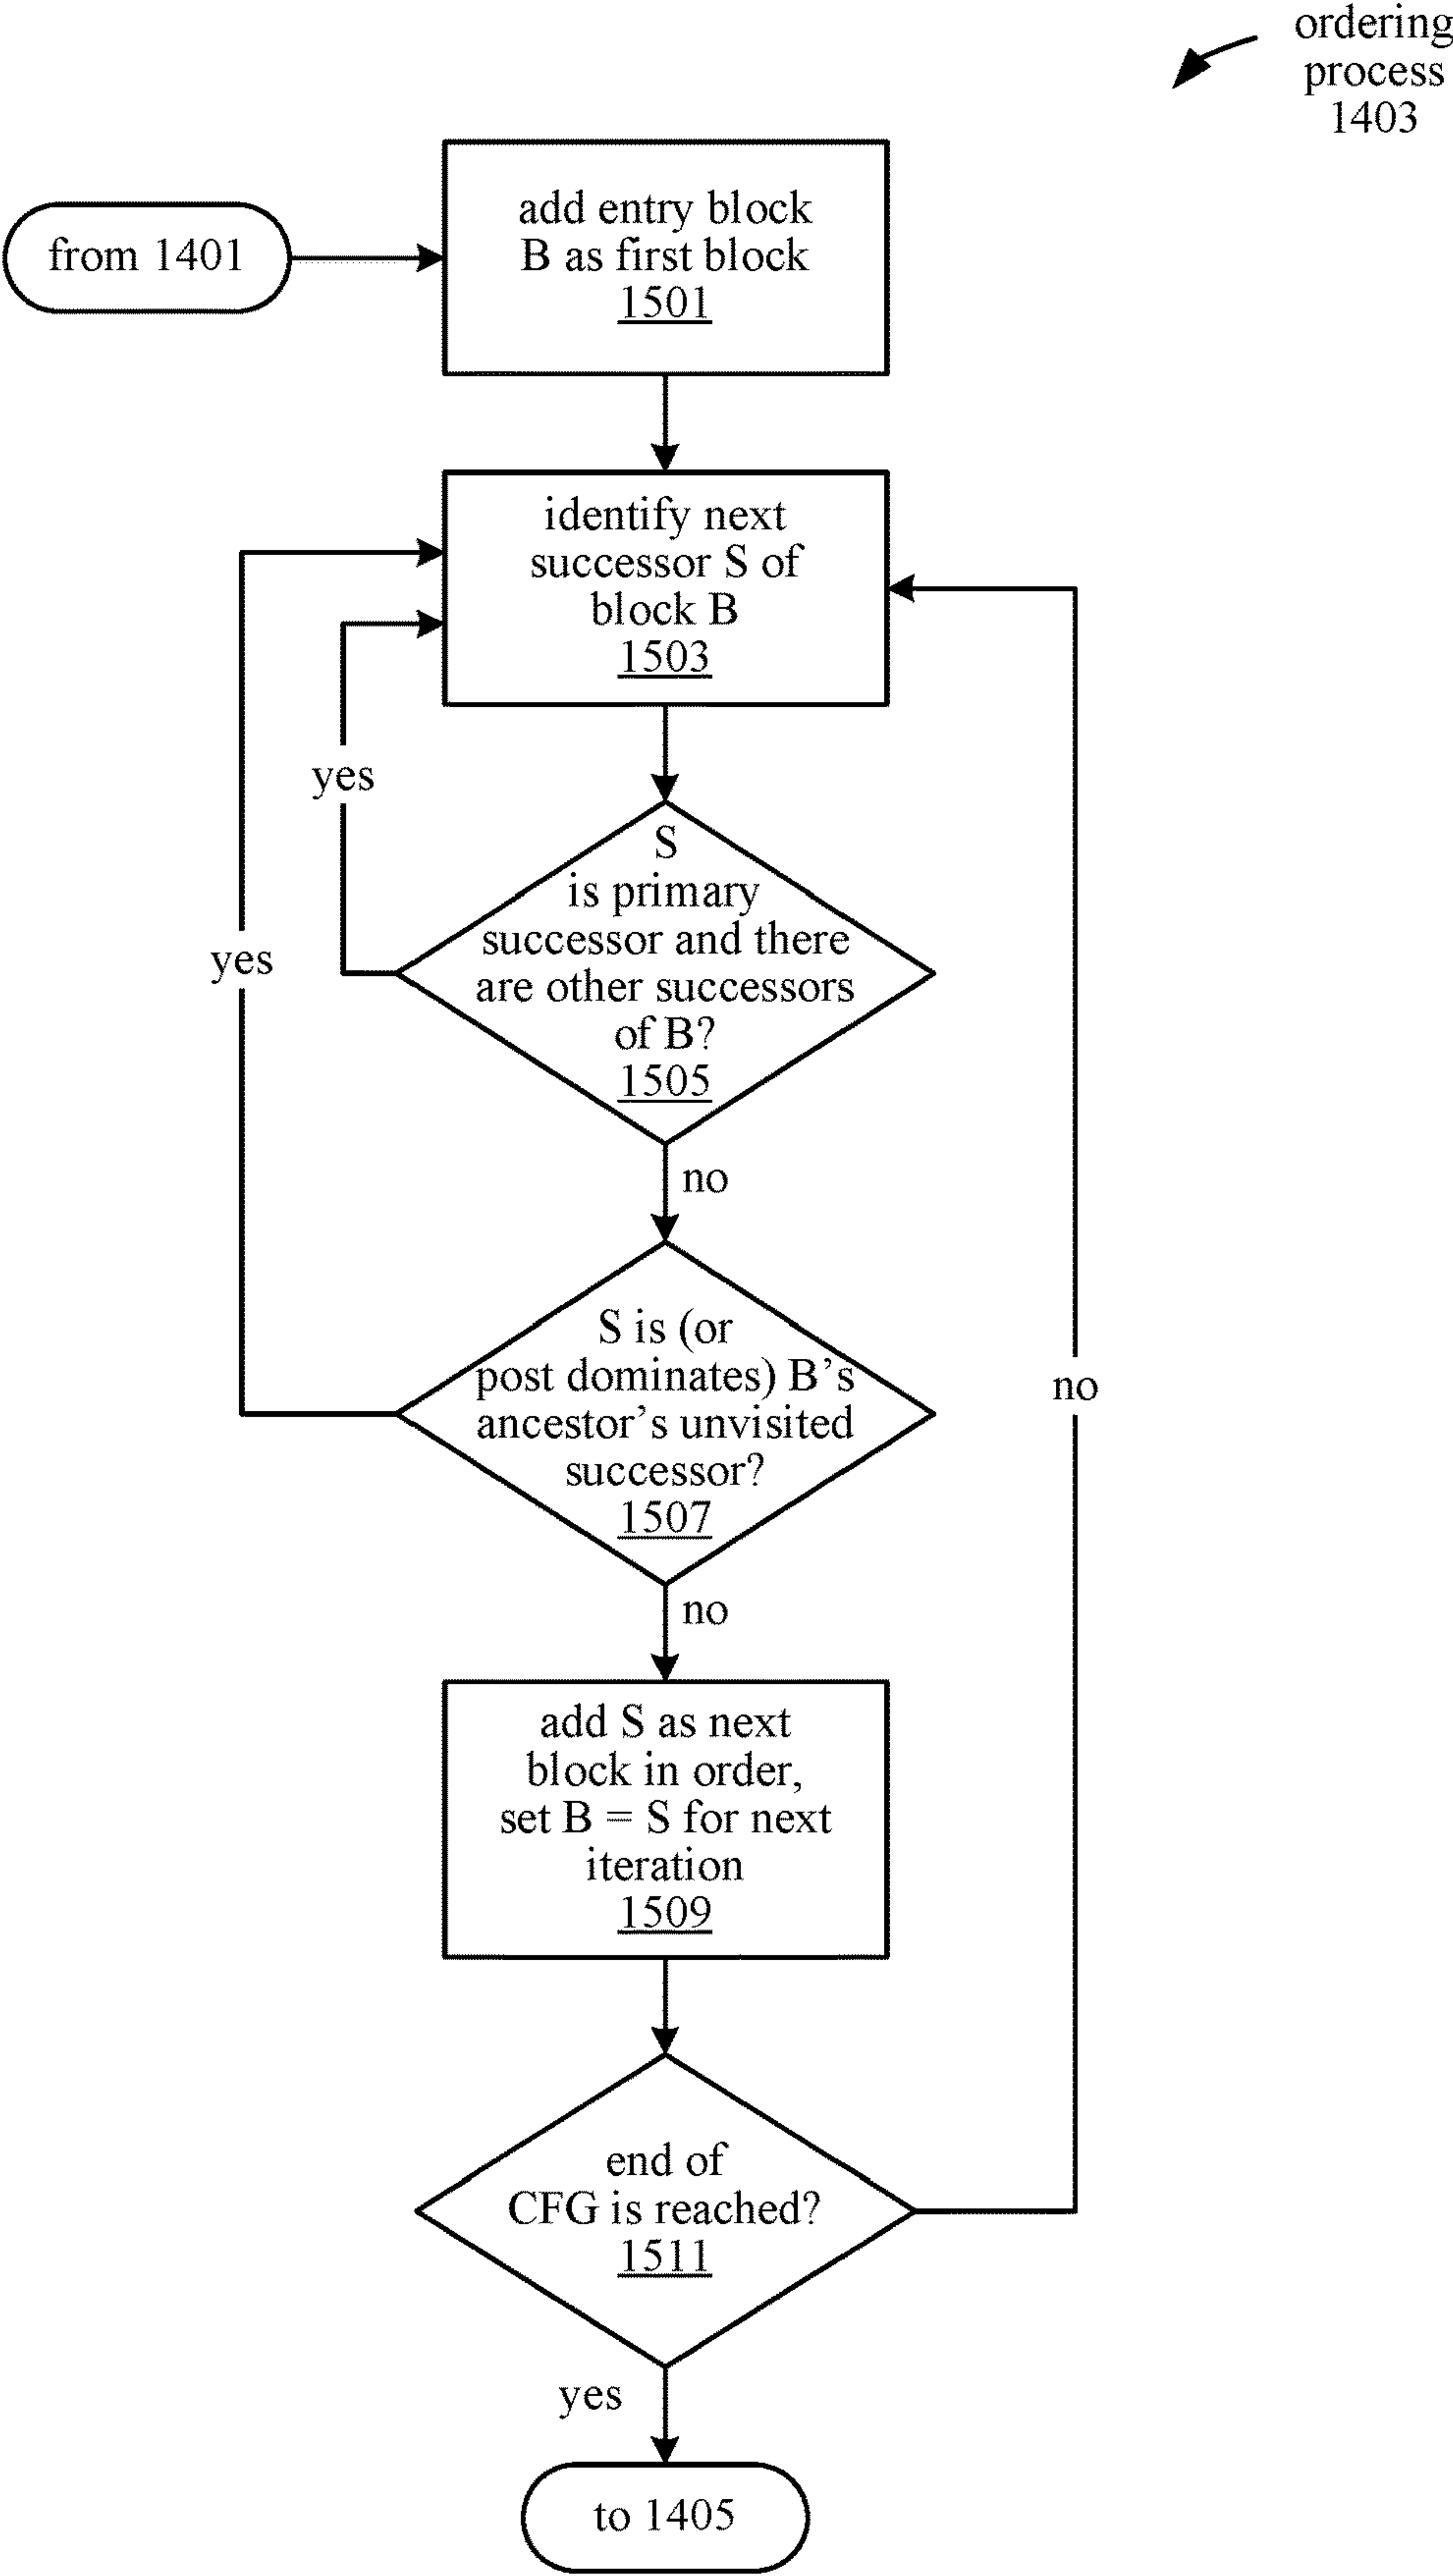 ordering
process
1403
from 1401
add entry block
B as first block
1501
identify next
successor S of
block B
1503
yes
yes
S
is primary
successor and there
are other successors
of B?
1505
no
S is (or
post dominates) B’s
ancestor’s unvisited
successor?
1507
no
no
add S as next
block in order,
set B = S for next
iteration
1509
end of
CFG is reached?
1511
yes
to 1405